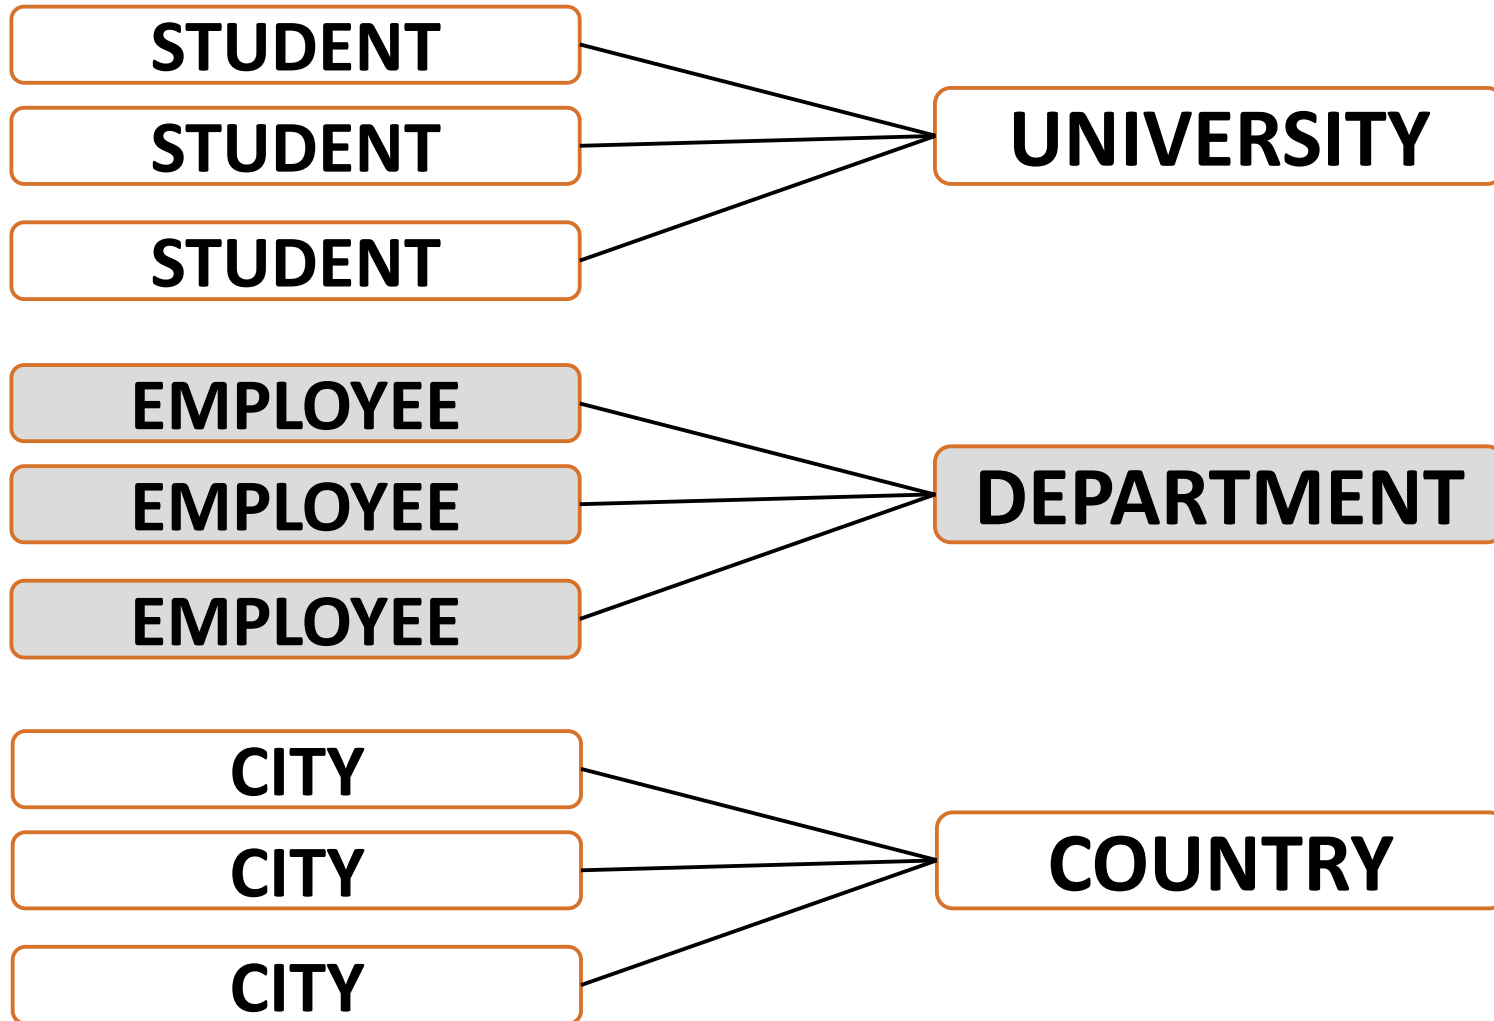 STUDENT
STUDENT
STUDENT
UNIVERSITY
EMPLOYEE
EMPLOYEE
EMPLOYEE
DEPARTMENT
CITY
CITY
CITY
COUNTRY